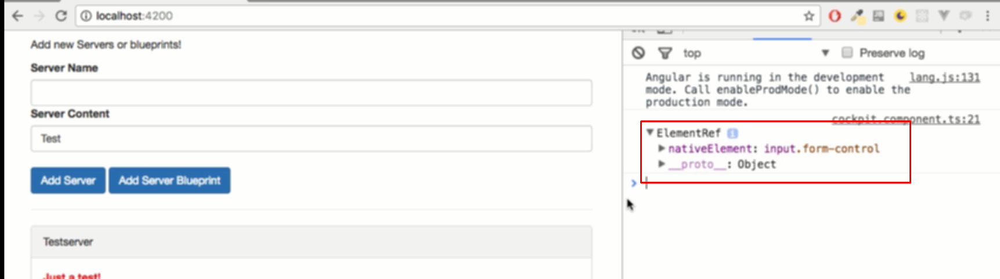 localhost:4200
Add new Servers or blueprints!
Server Name
Server Content
Test
Add Server Add Server Blueprint
Testserver
Just a test!
top Preserve log
Angular is running in the development lang.js:131
mode. Call enableProdMode() to enable the
production mode.
cockpit.component.ts:21
ElementRef i
nativeElement: input.form-control
__proto__: Object